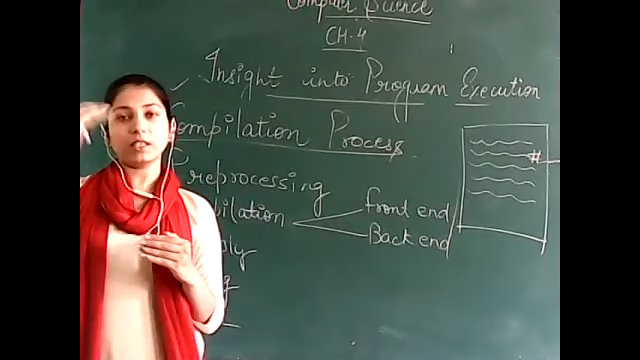 Computer Science
CH-4
Insight into Program Execution
Compilation Process
Preprocessing
Front end
Back end